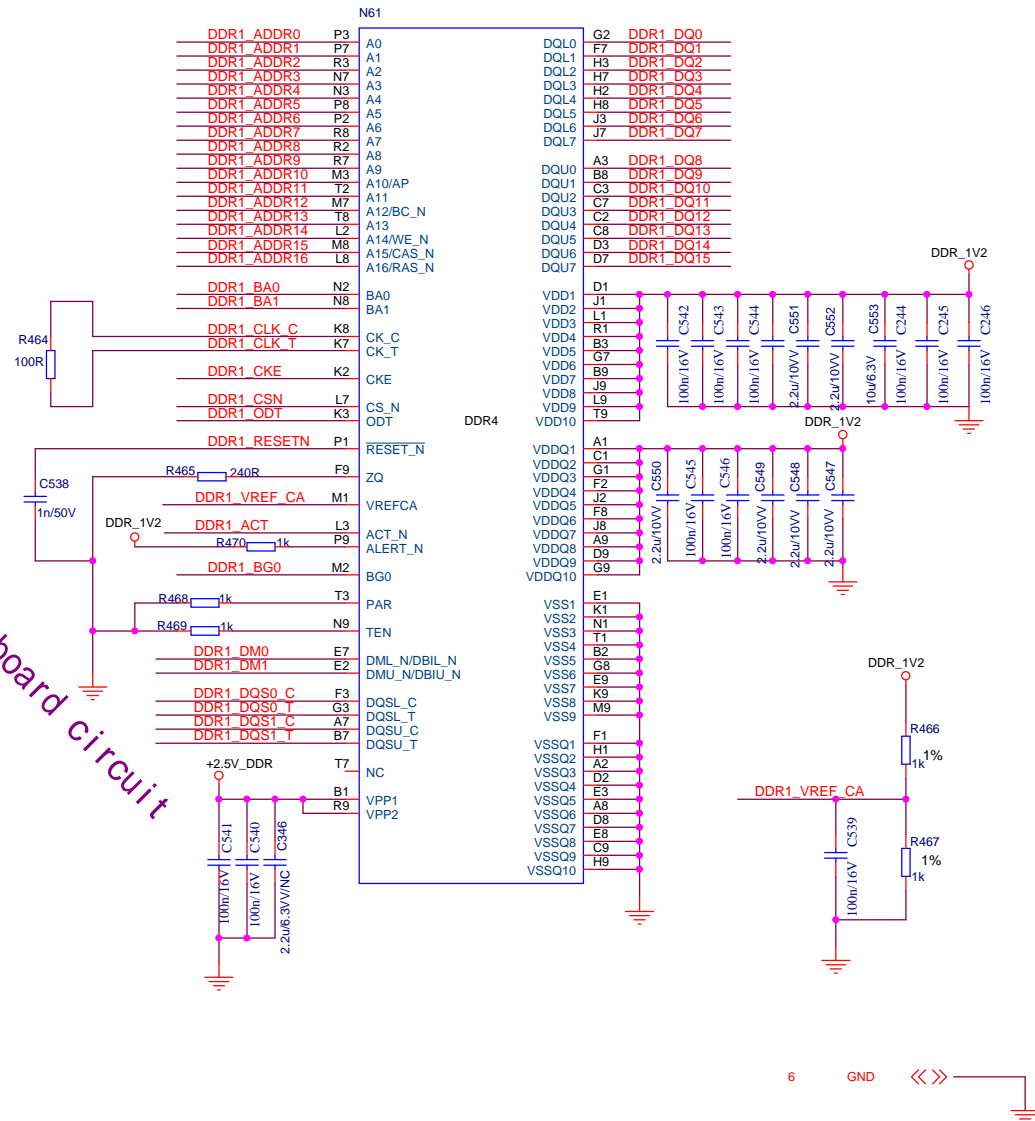 N61
DDR1_ADDR0 P3 A0
DDR1_ADDR1 P7 A1
DDR1_ADDR2 R3 A2
DDR1_ADDR3 N7 A3
DDR1_ADDR4 N3 A4
DDR1_ADDR5 P8 A5
DDR1_ADDR6 P2 A6
DDR1_ADDR7 R8 A7
DDR1_ADDR8 R2 A8
DDR1_ADDR9 R7 A9
DDR1_ADDR10 M3 A10/AP
DDR1_ADDR11 T2 A11
DDR1_ADDR12 M7 A12/BC_N
DDR1_ADDR13 T8 A13
DDR1_ADDR14 L2 A14/WE_N
DDR1_ADDR15 M8 A15/CAS_N
DDR1_ADDR16 L8 A16/RAS_N
DDR1_BA0 N2 BA0
DDR1_BA1 N8 BA1
R464
100R
DDR1_CLK_C K8 CK_C
DDR1_CLK_T K7 CK_T
DDR1_CKE K2 CKE
DDR1_CSN L7 CS_N
DDR1_ODT K3 ODT
DDR4
DDR1_RESETN P1 RESET_N
R465 240R F9 ZQ
C538
1n/50V
DDR1_VREF_CA M1 VREFCA
DDR_1V2
DDR1_ACT L3 ACT_N
R470 1k P9 ALERT_N
DDR1_BG0 M2 BG0
R468 1k T3 PAR
R469 1k N9 TEN
DDR1_DM0 E7 DML_N/DBIL_N
DDR1_DM1 E2 DMU_N/DBIU_N
DDR1_DQS0_C F3 DQSL_C
DDR1_DQS0_T G3 DQSL_T
DDR1_DQS1_C A7 DQSU_C
DDR1_DQS1_T B7 DQSU_T
board circuit
+2.5V_DDR
T7 NC
B1 VPP1
R9 VPP2
C541 100n/16V
C540 100n/16V
C346 2.2u/6.3VV/NC
DQL0 G2 DDR1_DQ0
DQL1 F7 DDR1_DQ1
DQL2 H3 DDR1_DQ2
DQL3 H7 DDR1_DQ3
DQL4 H2 DDR1_DQ4
DQL5 H8 DDR1_DQ5
DQL6 J3 DDR1_DQ6
DQL7 J7 DDR1_DQ7
DQU0 A3 DDR1_DQ8
DQU1 B8 DDR1_DQ9
DQU2 C3 DDR1_DQ10
DQU3 C7 DDR1_DQ11
DQU4 C2 DDR1_DQ12
DQU5 C8 DDR1_DQ13
DQU6 D3 DDR1_DQ14
DQU7 D7 DDR1_DQ15
DDR_1V2
VDD1 D1
VDD2 J1
VDD3 L1
VDD4 R1
VDD5 B3
VDD6 G7
VDD7 B9
VDD8 J9
VDD9 L9
VDD10 T9
C542 100n/16V
C543 100n/16V
C544 100n/16V
C551 2.2u/10VV
C552 2.2u/10VV
C553 10u/6.3V
C244 100n/16V
C245 100n/16V
C246 100n/16V
DDR_1V2
VDDQ1 A1
VDDQ2 C1
VDDQ3 G1
VDDQ4 F2
VDDQ5 J2
VDDQ6 F8
VDDQ7 J8
VDDQ8 A9
VDDQ9 D9
VDDQ10 G9
C550 2.2u/10VV
C545 100n/16V
C546 100n/16V
C549 2.2u/10VV
C548 2.2u/10VV
C547 2.2u/10VV
VSS1 E1
VSS2 K1
VSS3 N1
VSS4 T1
VSS5 B2
VSS6 G8
VSS7 E9
VSS8 K9
VSS9 M9
VSSQ1 F1
VSSQ2 H1
VSSQ3 A2
VSSQ4 D2
VSSQ5 E3
VSSQ6 A8
VSSQ7 D8
VSSQ8 E8
VSSQ9 C9
VSSQ10 H9
DDR_1V2
R466
1%
1k
DDR1_VREF_CA
C539 100n/16V
R467
1%
1k
6 GND